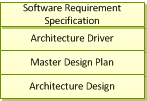 Software Requirement
Specification
Architecture Driver
Master Design Plan
Architecture Design